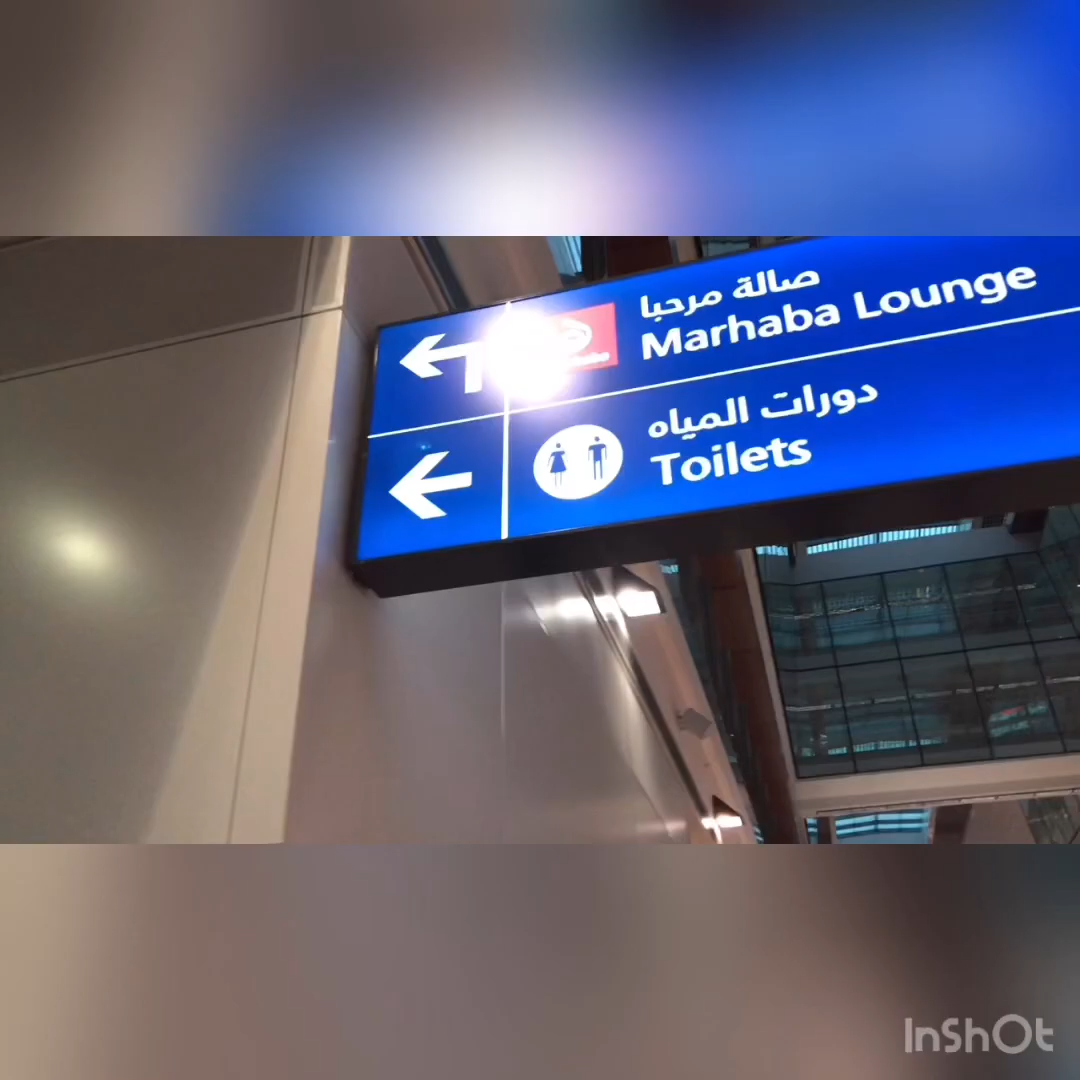 صالة مرحبا
Marhaba Lounge
دورات المياه
Toilets
InShOt